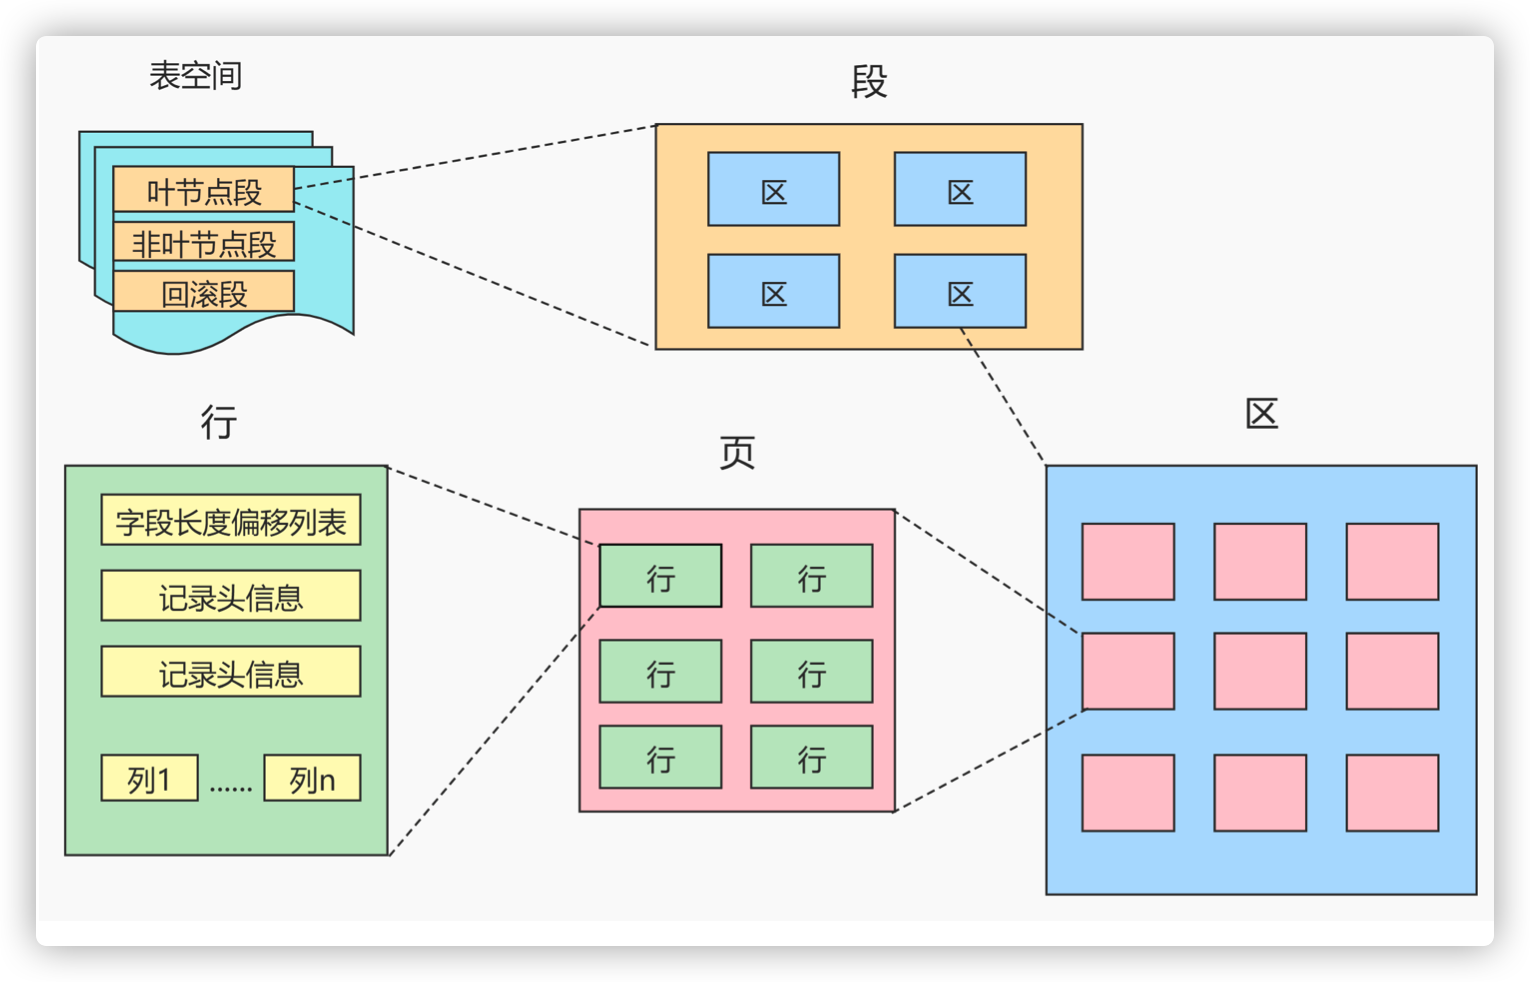 表空间
叶节点段
非叶节点段
回滚段
段
区
区
区
区
行
字段长度偏移列表
记录头信息
记录头信息
列1 ...... 列n
页
行
行
行
行
行
行
区